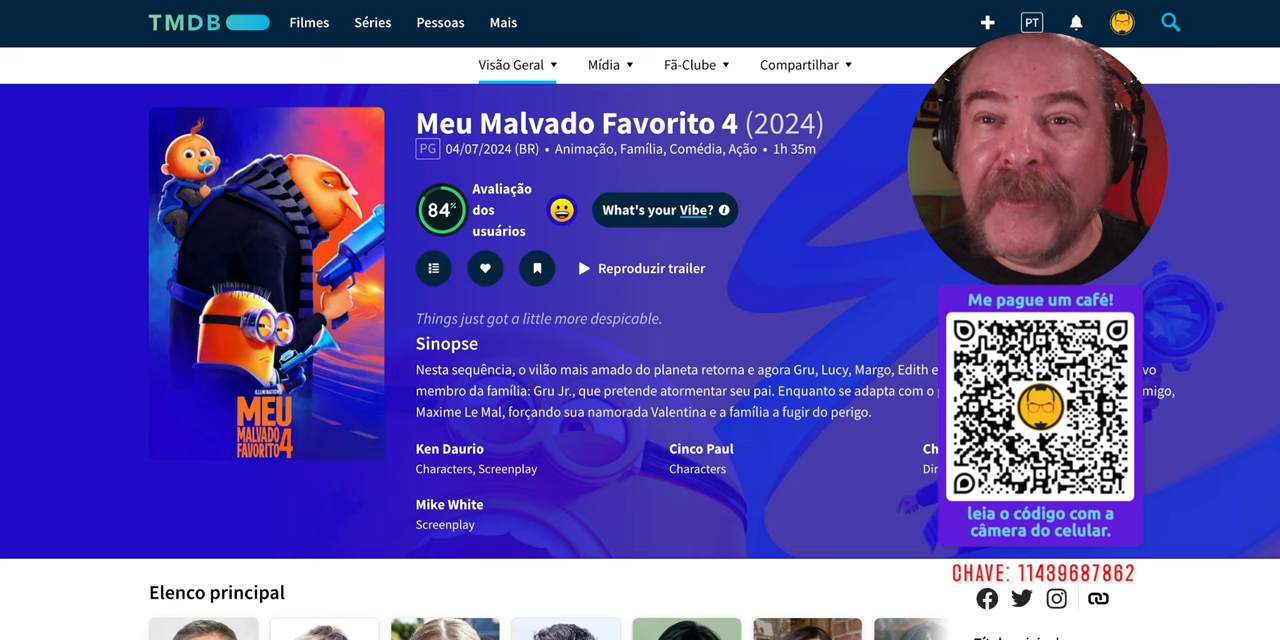 TMDB
Filmes
Séries
Pessoas
Mais
PT
Visão Geral
Mídia
Fã-Clube
Compartilhar
Meu Malvado Favorito 4 (2024)
PG 04/07/2024 (BR) • Animação, Família, Comédia, Ação • 1h 35m
84%
Avaliação
dos
usuários
What's your Vibe?
Reproduzir trailer
Things just got a little more despicable.
Sinopse
Nesta sequência, o vilão mais amado do planeta retorna e agora Gru, Lucy, Margo, Edith e
membro da família: Gru Jr., que pretende atormentar seu pai. Enquanto se adapta com o migo,
Maxime Le Mal, forçando sua namorada Valentina e a família a fugir do perigo.
Ken Daurio
Characters, Screenplay
Cinco Paul
Characters
Ch
Dir
Mike White
Screenplay
ILLUMINATION'S
MEU
MALVADO
FAVORITO 4
Me pague um café!
leia o código com a
câmera do celular.
CHAVE: 11439687862
Elenco principal